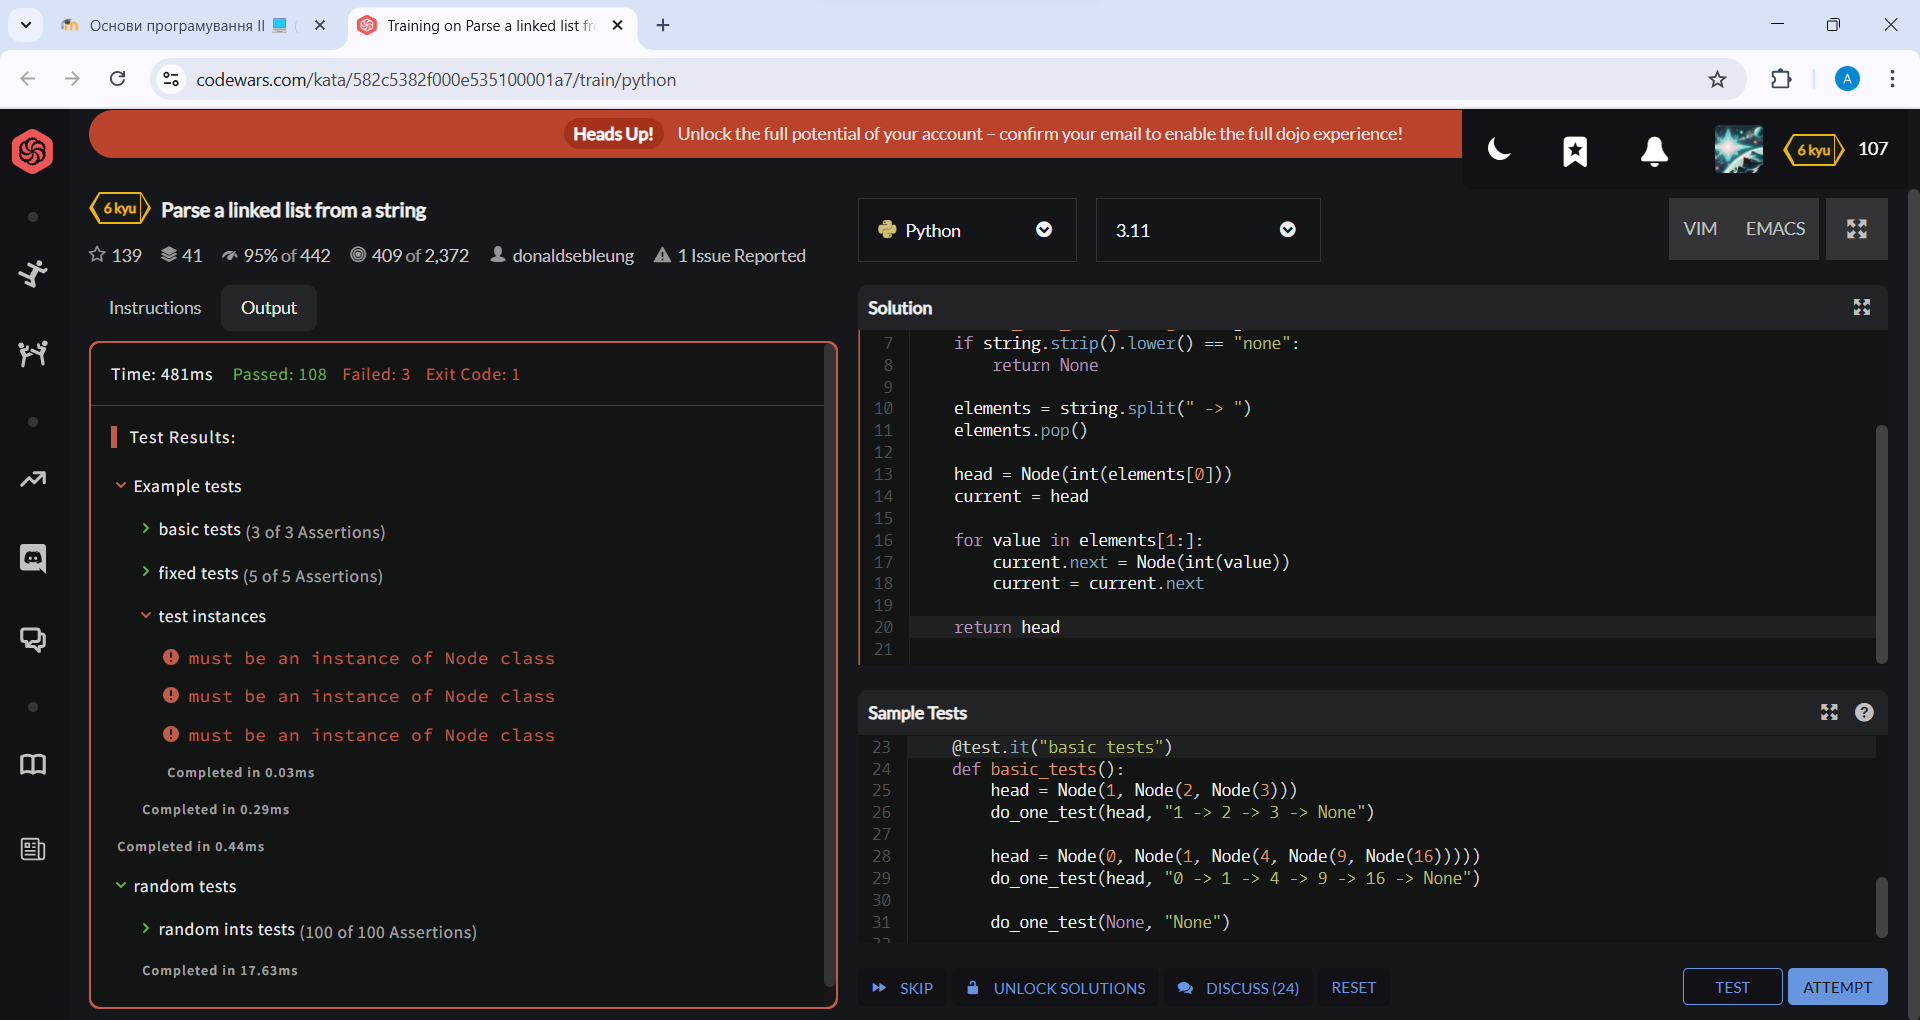 Основи програмування II
Training on Parse a linked list fr
codewars.com/kata/582c5382f000e535100001a7/train/python
A
Heads Up! Unlock the full potential of your account – confirm your email to enable the full dojo experience!
6 kyu 107
6 kyu Parse a linked list from a string
139 41 95% of 442 409 of 2,372 donaldsebleung 1 Issue Reported
Python
3.11
VIM EMACS
Instructions Output
Time: 481ms Passed: 108 Failed: 3 Exit Code: 1
Test Results:
Example tests
basic tests (3 of 3 Assertions)
fixed tests (5 of 5 Assertions)
test instances
must be an instance of Node class
must be an instance of Node class
must be an instance of Node class
Completed in 0.03ms
Completed in 0.29ms
Completed in 0.44ms
random tests
random ints tests (100 of 100 Assertions)
Completed in 17.63ms
Solution
7 if string.strip().lower() == "none":
8 return None
9
10 elements = string.split(" -> ")
11 elements.pop()
12
13 head = Node(int(elements[0]))
14 current = head
15
16 for value in elements[1:]:
17 current.next = Node(int(value))
18 current = current.next
19
20 return head
21
Sample Tests
23 @test.it("basic tests")
24 def basic_tests():
25 head = Node(1, Node(2, Node(3)))
26 do_one_test(head, "1 -> 2 -> 3 -> None")
27
28 head = Node(0, Node(1, Node(4, Node(9, Node(16)))))
29 do_one_test(head, "0 -> 1 -> 4 -> 9 -> 16 -> None")
30
31 do_one_test(None, "None")
SKIP UNLOCK SOLUTIONS DISCUSS (24) RESET
TEST ATTEMPT